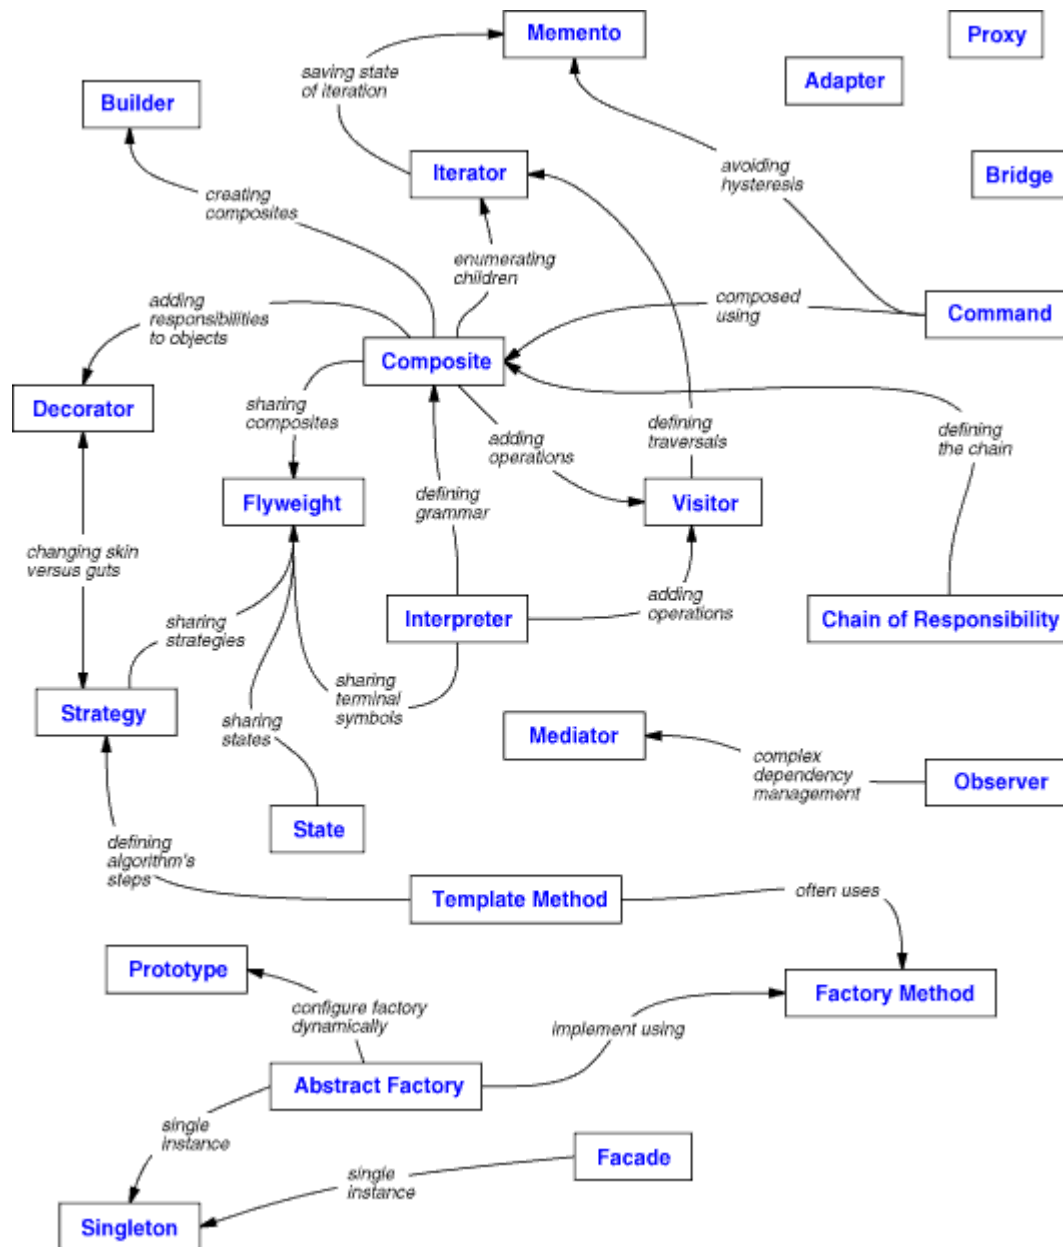 Memento
Proxy
saving state
of iteration
Adapter
Builder
avoiding
hysteresis
Iterator
Bridge
creating
composites
enumerating
children
adding
responsibilities
to objects
composed
using
Command
Composite
Decorator
sharing
composites
adding
operations
defining
traversals
defining
the chain
Flyweight
defining
grammar
Visitor
changing skin
versus guts
sharing
strategies
Interpreter
adding
operations
Chain of Responsibility
Strategy
sharing
states
sharing
terminal
symbols
Mediator
complex
dependency
management
Observer
State
defining
algorithm's
steps
Template Method
often uses
Prototype
Factory Method
configure factory
dynamically
implement using
Abstract Factory
single
instance
Facade
single
instance
Singleton